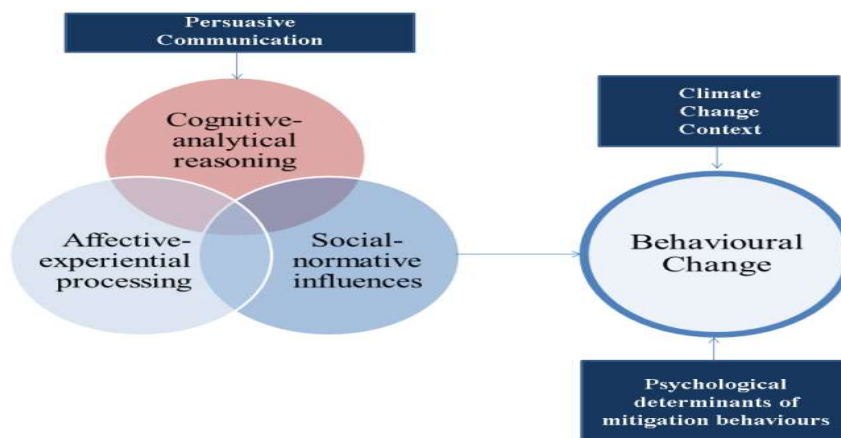 Persuasive
Communication
Cognitive-
analytical
reasoning
Affective-
experiential
processing
Social-
normative
influences
Climate
Change
Context
Behavioural
Change
Psychological
determinants of
mitigation behaviours